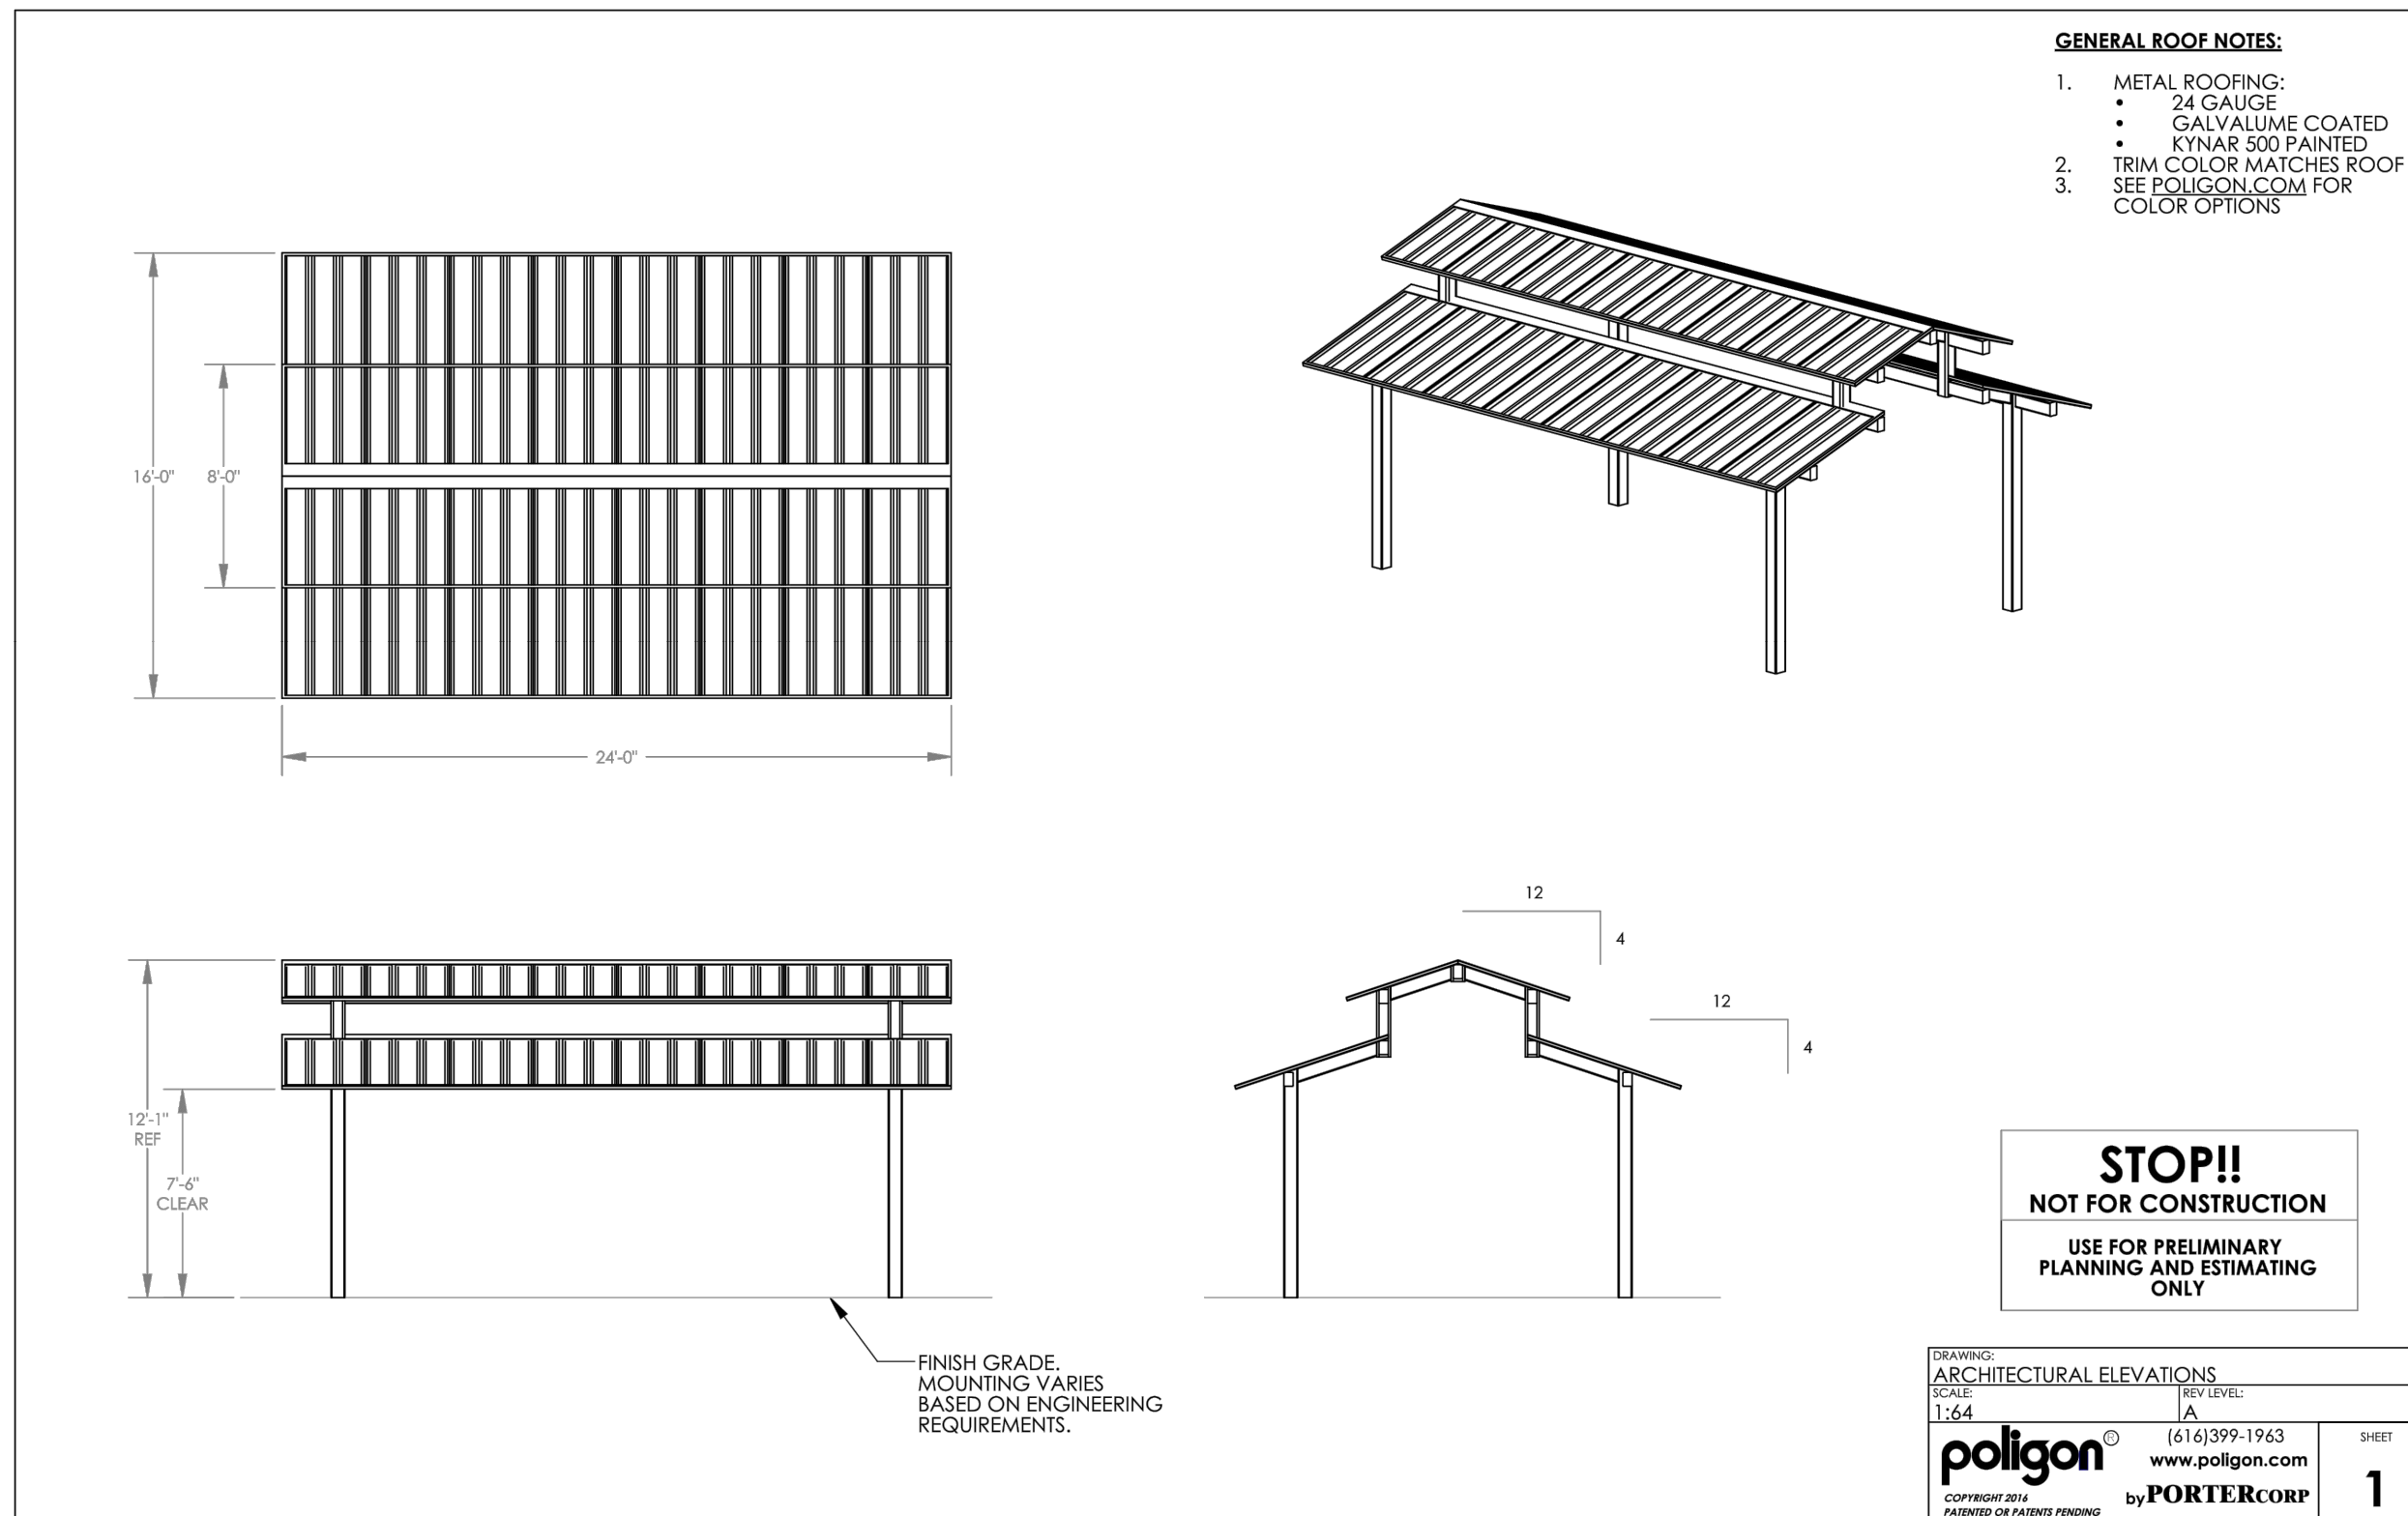 GENERAL ROOF NOTES:
1. METAL ROOFING:
• 24 GAUGE
• GALVALUME COATED
• KYNAR 500 PAINTED
2. TRIM COLOR MATCHES ROOF
3. SEE POLIGON.COM FOR
COLOR OPTIONS
16'-0"
8'-0"
24'-0"
12
4
12
4
12'-1"
REF
7'-6"
CLEAR
FINISH GRADE.
MOUNTING VARIES
BASED ON ENGINEERING
REQUIREMENTS.
STOP!!
NOT FOR CONSTRUCTION
USE FOR PRELIMINARY
PLANNING AND ESTIMATING
ONLY
DRAWING:
ARCHITECTURAL ELEVATIONS
SCALE:
1:64
REV LEVEL:
A
poligon®
COPYRIGHT 2016
PATENTED OR PATENTS PENDING
(616)399-1963
www.poligon.com
by PORTERCORP
SHEET
1